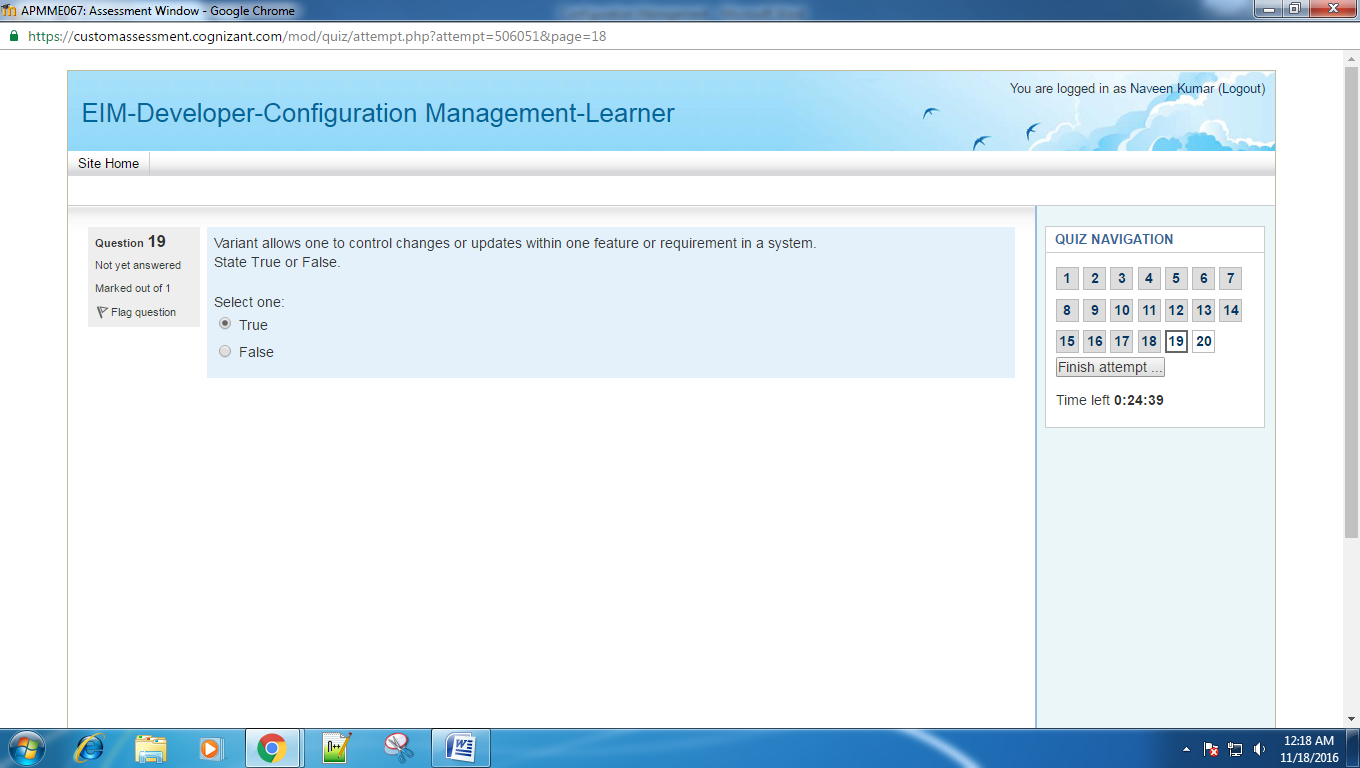 APMME067: Assessment Window - Google Chrome
https://customassessment.cognizant.com/mod/quiz/attempt.php?attempt=506051&page=18
You are logged in as Naveen Kumar (Logout)
EIM-Developer-Configuration Management-Learner
Site Home
Question 19
Not yet answered
Marked out of 1
Flag question
Variant allows one to control changes or updates within one feature or requirement in a system.
State True or False.
Select one:
True
False
QUIZ NAVIGATION
1 2 3 4 5 6 7
8 9 10 11 12 13 14
15 16 17 18 19 20
Finish attempt ...
Time left 0:24:39
12:18 AM
11/18/2016